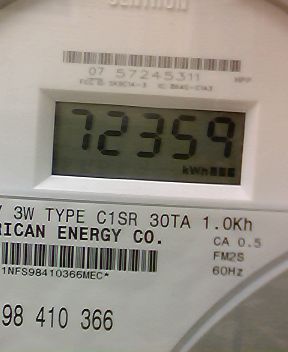 CENTRON
07 57245311
72359
kWh
V 3W TYPE C1SR 30TA 1.0Kh
RICAN ENERGY CO.
CA 0.5
FM2S
60Hz
1NFS98410366MEC*
98 410 366